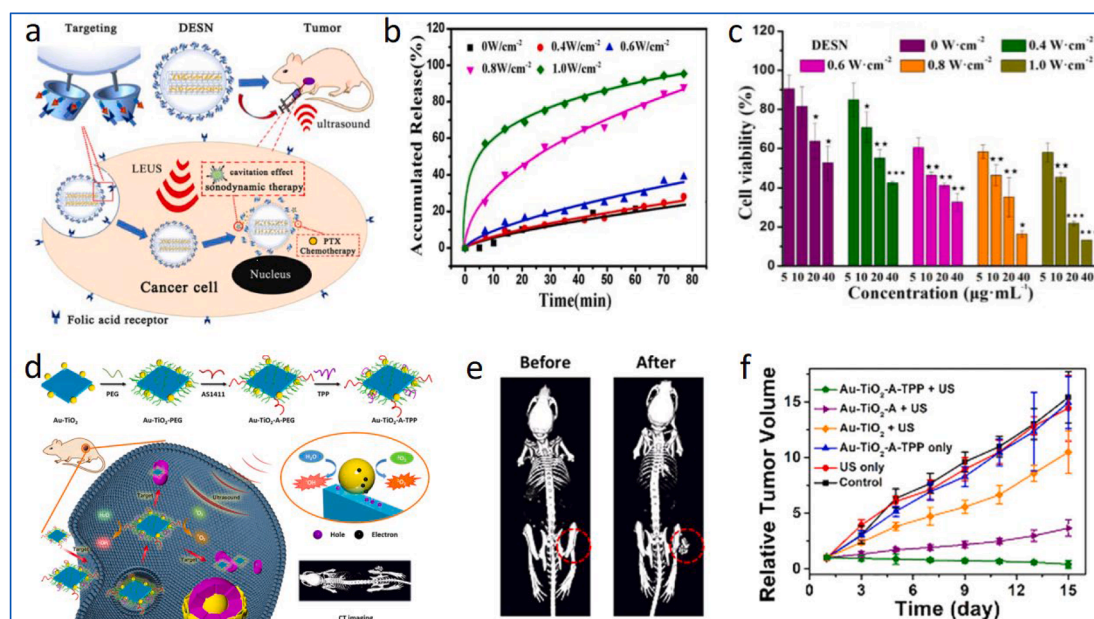 a
Targeting
DESN
Tumor
ultrasound
LEUS
cavitation effect
sonodynamic therapy
PTX
Chemotherapy
Nucleus
Cancer cell
Folic acid receptor
b
Accumulated Release(%)
100
80
60
40
20
0
0W/cm⁻² 0.4W/cm⁻² 0.6W/cm⁻²
0.8W/cm⁻² 1.0W/cm⁻²
0 10 20 30 40 50 60 70 80
Time(min)
c
Cell viability (%)
100
80
60
40
20
0
DESN 0 W·cm⁻² 0.4 W·cm⁻²
0.6 W·cm⁻² 0.8 W·cm⁻² 1.0 W·cm⁻²
* * * ** *** ** ** ** ** ** * ** *** ***
5 10 20 40 5 10 20 40 5 10 20 40 5 10 20 40 5 10 20 40
Concentration (μg·mL⁻¹)
d
PEG AS1411 TPP
Au-TiO₂ Au-TiO₂-PEG Au-TiO₂-A-PEG Au-TiO₂-A-TPP
Target
Ultrasound
H₂O
Target
Target
H₂O
Hole Electron
CT imaging
e
Before After
f
Relative Tumor Volume
15
10
5
0
Au-TiO₂-A-TPP + US
Au-TiO₂-A + US
Au-TiO₂ + US
Au-TiO₂-A-TPP only
US only
Control
3 6 9 12 15
Time (day)